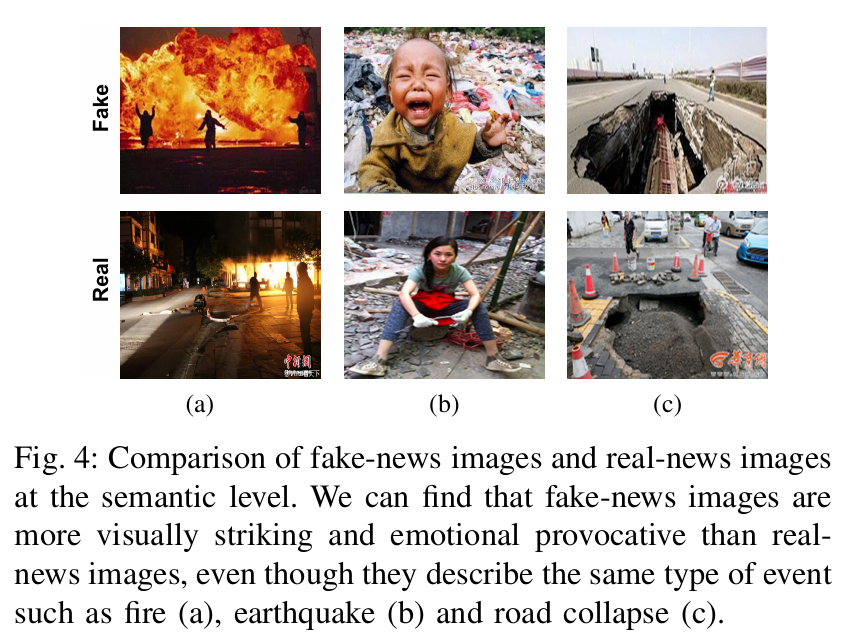 Fake
Real
(a)
(b)
(c)
Fig. 4: Comparison of fake-news images and real-news images
at the semantic level. We can find that fake-news images are
more visually striking and emotional provocative than real-
news images, even though they describe the same type of event
such as fire (a), earthquake (b) and road collapse (c).